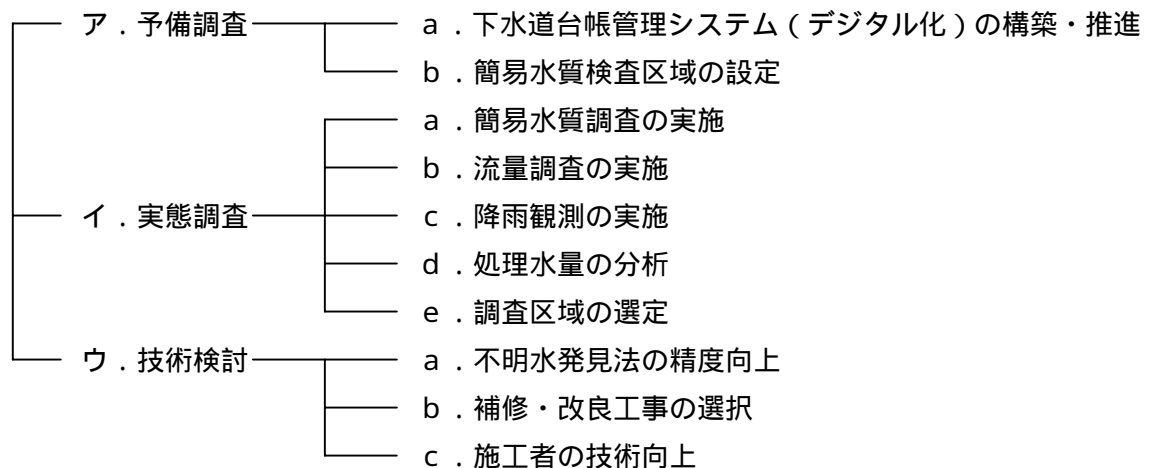 ア．予備調査
a．下水道台帳管理システム（デジタル化）の構築・推進
b．簡易水質検査区域の設定
イ．実態調査
a．簡易水質調査の実施
b．流量調査の実施
c．降雨観測の実施
d．処理水量の分析
e．調査区域の選定
ウ．技術検討
a．不明水発見法の精度向上
b．補修・改良工事の選択
c．施工者の技術向上